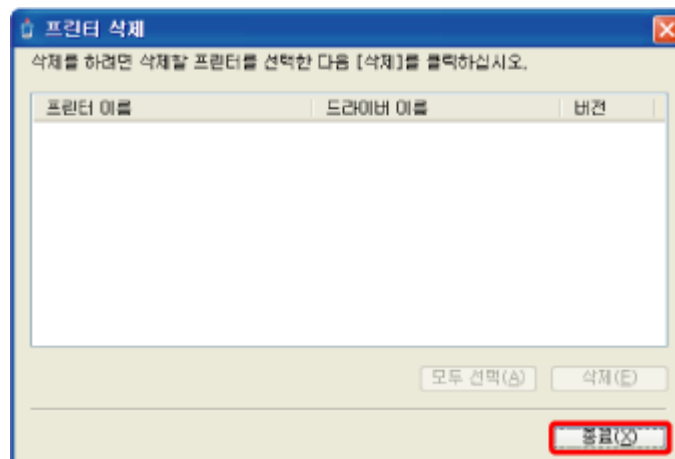 프린터 삭제
삭제를 하려면 삭제할 프린터를 선택한 다음 [삭제]를 클릭하십시오.
프린터 이름 드라이버 이름 버전
모두 선택(A) 삭제(E)
종료(X)